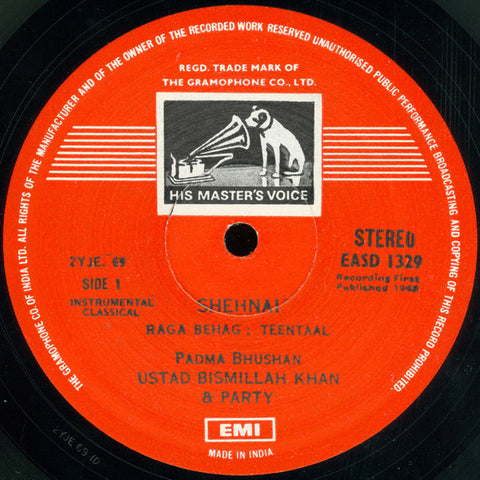 ALL RIGHTS OF THE MANUFACTURER AND OF THE OWNER OF THE RECORDED WORK RESERVED UNAUTHORISED PUBLIC PERFORMANCE BROADCASTING AND COPYING OF THIS RECORD PROHIBITED.
THE GRAMOPHONE CO. OF INDIA LTD.
REGD. TRADE MARK OF
THE GRAMOPHONE CO., LTD.
HIS MASTER'S VOICE
2YJE. 69
SIDE 1
INSTRUMENTAL
CLASSICAL
STEREO
EASD 1329
Recording First
Published 1968
SHEHNAI
RAGA BEHAG ; TEENTAAL
PADMA BHUSHAN
USTAD BISMILLAH KHAN
& PARTY
EMI
MADE IN INDIA
2YJE 69 1D